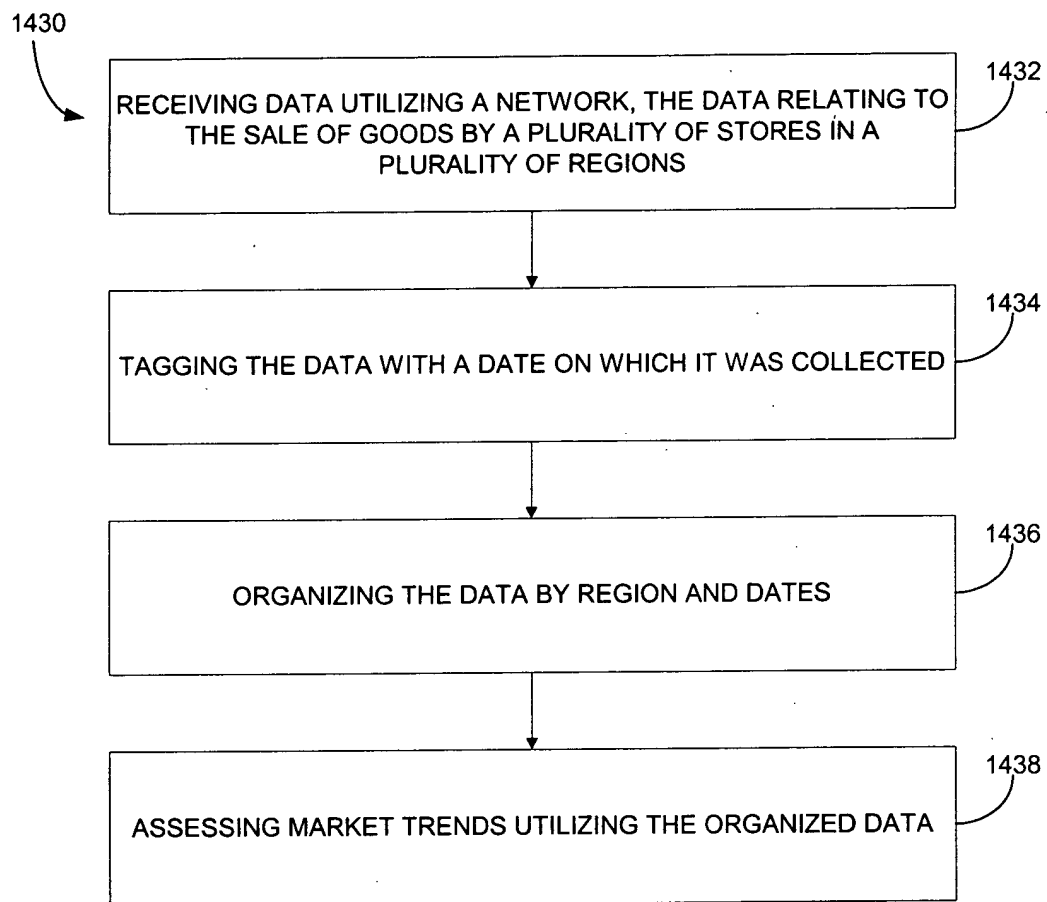 1430
1432
RECEIVING DATA UTILIZING A NETWORK, THE DATA RELATING TO
THE SALE OF GOODS BY A PLURALITY OF STORES IN A
PLURALITY OF REGIONS
1434
TAGGING THE DATA WITH A DATE ON WHICH IT WAS COLLECTED
1436
ORGANIZING THE DATA BY REGION AND DATES
1438
ASSESSING MARKET TRENDS UTILIZING THE ORGANIZED DATA